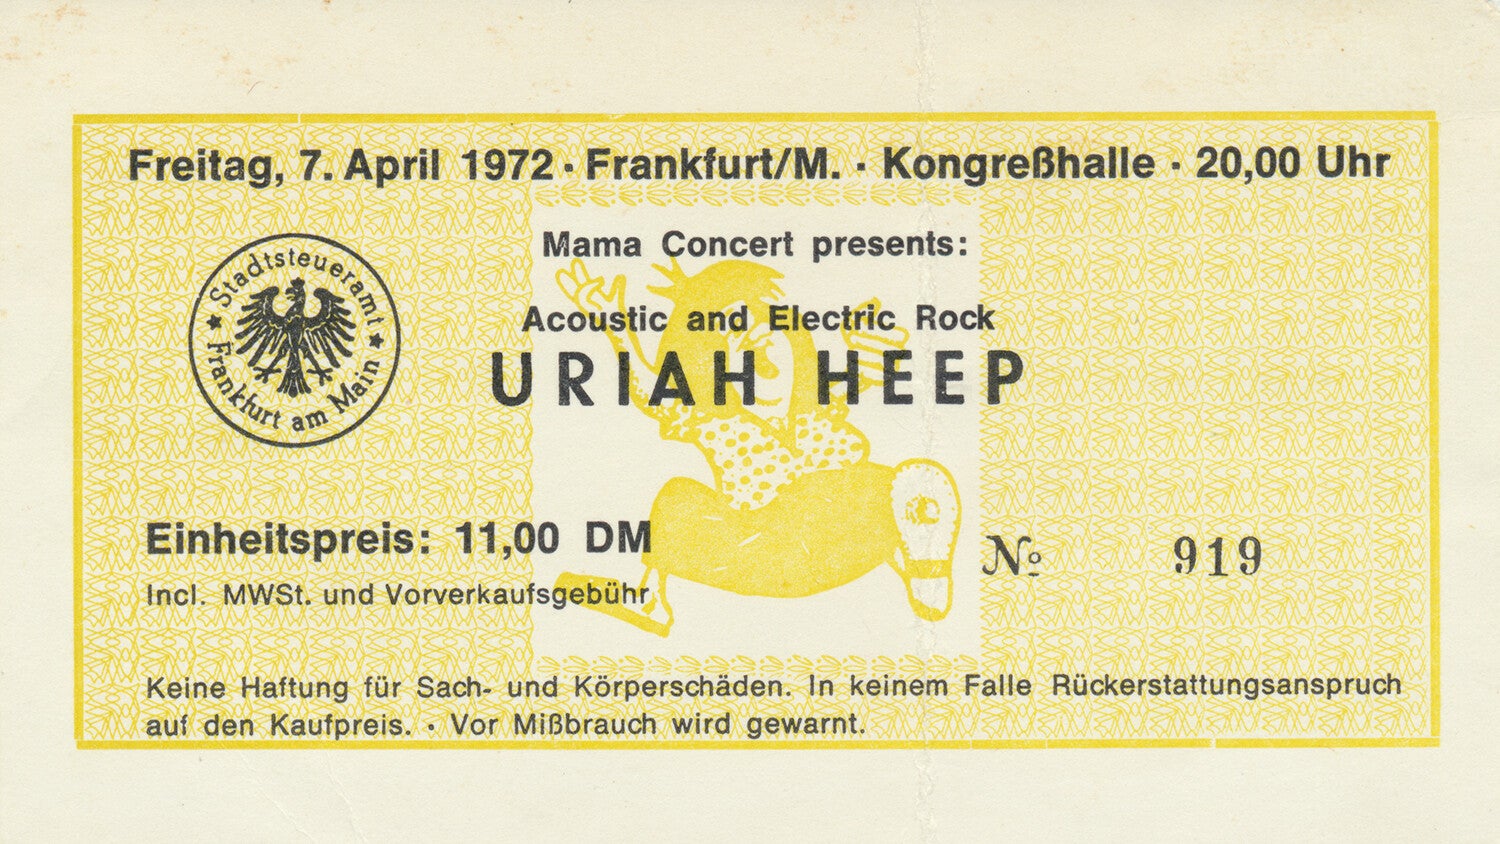 Freitag, 7. April 1972 · Frankfurt/M. · Kongreßhalle · 20,00 Uhr
Mama Concert presents:
Acoustic and Electric Rock
URIAH HEEP
Stadtsteueramt
★ Frankfurt am Main ★
Einheitspreis: 11,00 DM
Incl. MWSt. und Vorverkaufsgebühr
№ 919
Keine Haftung für Sach- und Körperschäden. In keinem Falle Rückerstattungsanspruch
auf den Kaufpreis. · Vor Mißbrauch wird gewarnt.